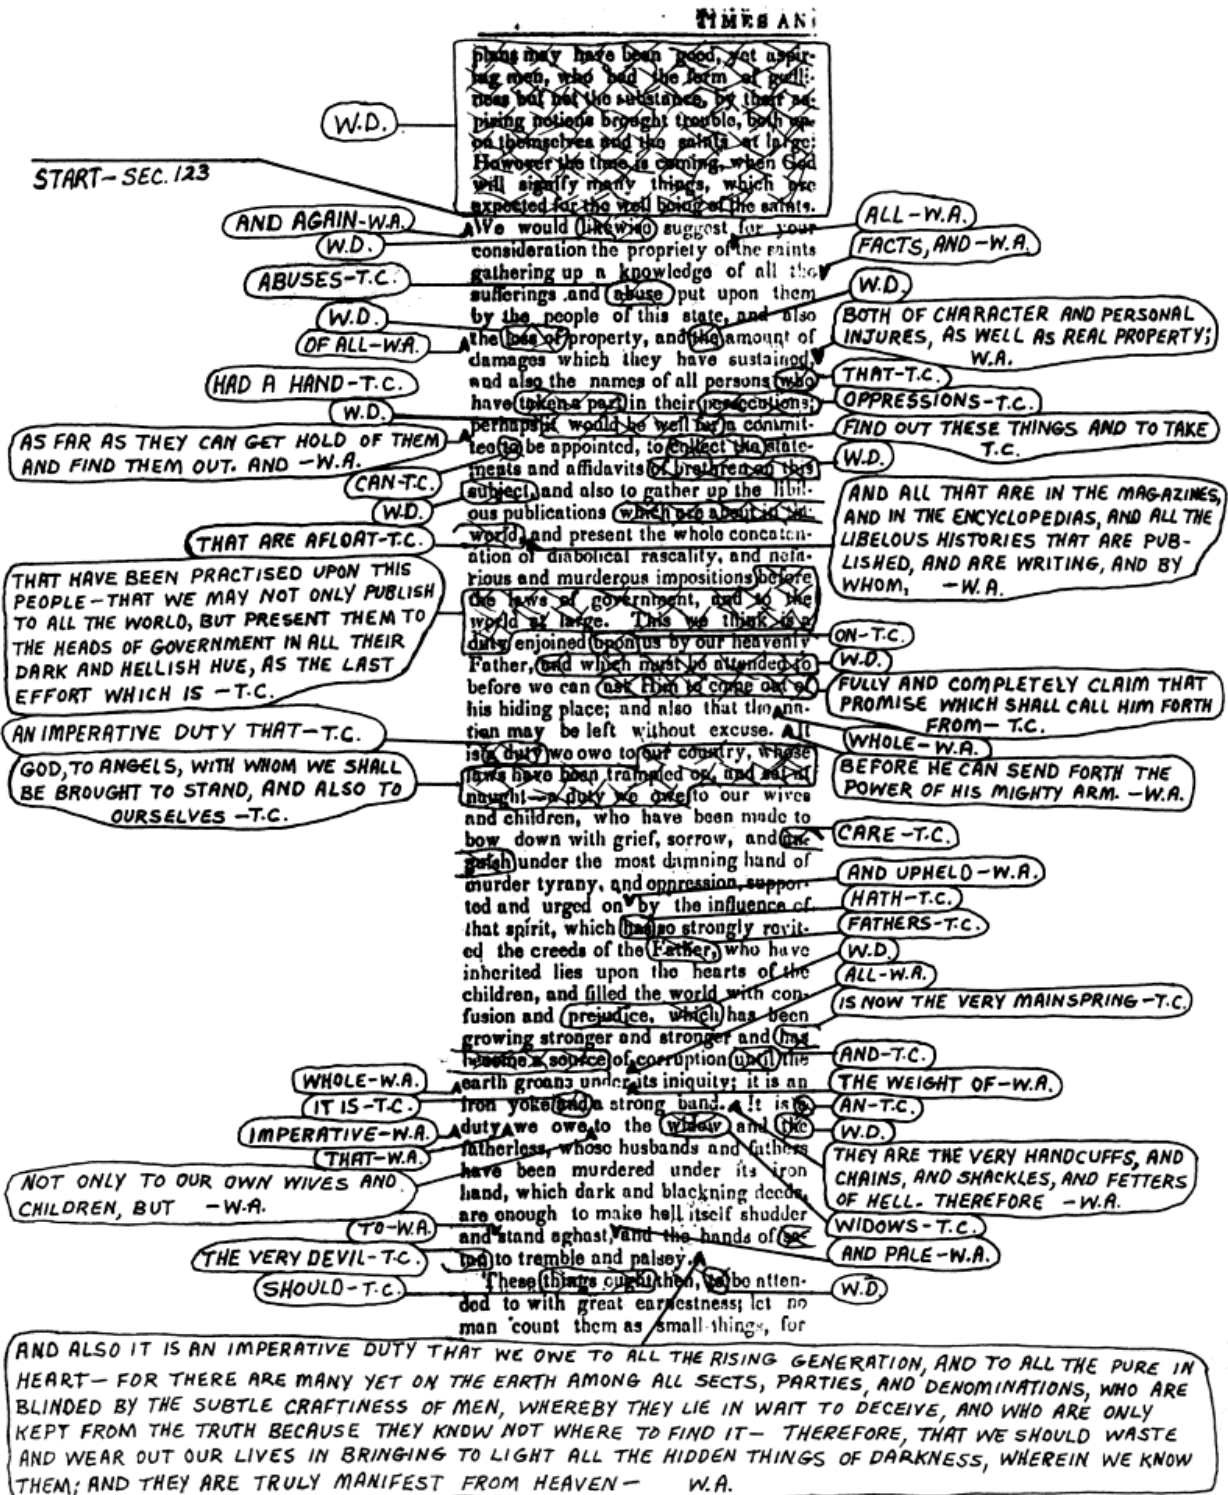 TIMES AN
plans may have been good, yet aspir-
ing men, who had the form of godli-
ness but not the substance, by their as-
piring notions brought trouble, both up-
on themselves and the saints at large:
However the time is coming, when God
will signify many things, which are
expected for the well being of the saints.
We would likewise suggest for your
consideration the propriety of the saints
gathering up a knowledge of all the
sufferings and abuse put upon them
by the people of this state, and also
the loss of property, and the amount of
damages which they have sustained,
and also the names of all persons who
have taken a part in their persecutions;
perhaps it would be well for a commit-
tee to be appointed, to collect the state-
ments and affidavits of brethren on this
subject, and also to gather up the libil-
ous publications which are about in the
world, and present the whole concaten-
ation of diabolical rascality, and nefa-
rious and murderous impositions before
the laws of government, and to the
world at large. This we think is a
duty enjoined upon us by our heavenly
Father, and which must be attended to
before we can ask Him to come out of
his hiding place; and also that the na-
tion may be left without excuse. It
is a duty we owe to our country, whose
laws have been trampled on, and set at
naught—a duty we owe to our wives
and children, who have been made to
bow down with grief, sorrow, and an-
guish under the most damning hand of
murder tyranny, and oppression, suppor-
ted and urged on by the influence of
that spirit, which has so strongly rivit-
ed the creeds of the Father, who have
inherited lies upon the hearts of the
children, and filled the world with con-
fusion and prejudice, which has been
growing stronger and stronger and has
become a source of corruption until the
earth groans under its iniquity; it is an
iron yoke and a strong band. It is a
duty we owe to the widow and the
fatherless, whose husbands and fathers
have been murdered under its iron
hand, which dark and blackning deeds,
are enough to make hell itself shudder
and stand aghast, and the hands of sa-
tan to tremble and palsey.
These things ought then, to be atten-
ded to with great earnestness; let no
man count them as small things, for
W.D.
START—SEC. 123
AND AGAIN—W.A.
W.D.
ABUSES—T.C.
W.D.
OF ALL—W.A.
HAD A HAND—T.C.
W.D.
AS FAR AS THEY CAN GET HOLD OF THEM
AND FIND THEM OUT. AND —W.A.
CAN—T.C.
W.D.
THAT ARE AFLOAT—T.C.
THAT HAVE BEEN PRACTISED UPON THIS
PEOPLE—THAT WE MAY NOT ONLY PUBLISH
TO ALL THE WORLD, BUT PRESENT THEM TO
THE HEADS OF GOVERNMENT IN ALL THEIR
DARK AND HELLISH HUE, AS THE LAST
EFFORT WHICH IS —T.C.
AN IMPERATIVE DUTY THAT—T.C.
GOD, TO ANGELS, WITH WHOM WE SHALL
BE BROUGHT TO STAND, AND ALSO TO
OURSELVES —T.C.
WHOLE—W.A.
IT IS—T.C.
IMPERATIVE—W.A.
THAT—W.A.
NOT ONLY TO OUR OWN WIVES AND
CHILDREN, BUT —W.A.
TO—W.A.
THE VERY DEVIL—T.C.
SHOULD—T.C.
ALL—W.A.
FACTS, AND—W.A.
W.D.
BOTH OF CHARACTER AND PERSONAL
INJURES, AS WELL AS REAL PROPERTY;
W.A.
THAT—T.C.
OPPRESSIONS—T.C.
FIND OUT THESE THINGS AND TO TAKE
T.C.
W.D.
AND ALL THAT ARE IN THE MAGAZINES,
AND IN THE ENCYCLOPEDIAS, AND ALL THE
LIBELOUS HISTORIES THAT ARE PUB-
LISHED, AND ARE WRITING, AND BY
WHOM, —W.A.
ON—T.C.
W.D.
FULLY AND COMPLETELY CLAIM THAT
PROMISE WHICH SHALL CALL HIM FORTH
FROM— T.C.
WHOLE—W.A.
BEFORE HE CAN SEND FORTH THE
POWER OF HIS MIGHTY ARM. —W.A.
CARE—T.C.
AND UPHELD—W.A.
HATH—T.C.
FATHERS—T.C.
W.D.
ALL—W.A.
IS NOW THE VERY MAINSPRING—T.C.
AND—T.C.
THE WEIGHT OF—W.A.
AN—T.C.
W.D.
THEY ARE THE VERY HANDCUFFS, AND
CHAINS, AND SHACKLES, AND FETTERS
OF HELL. THEREFORE —W.A.
WIDOWS—T.C.
AND PALE—W.A.
W.D.
AND ALSO IT IS AN IMPERATIVE DUTY THAT WE OWE TO ALL THE RISING GENERATION, AND TO ALL THE PURE IN
HEART— FOR THERE ARE MANY YET ON THE EARTH AMONG ALL SECTS, PARTIES, AND DENOMINATIONS, WHO ARE
BLINDED BY THE SUBTLE CRAFTINESS OF MEN, WHEREBY THEY LIE IN WAIT TO DECEIVE, AND WHO ARE ONLY
KEPT FROM THE TRUTH BECAUSE THEY KNOW NOT WHERE TO FIND IT— THEREFORE, THAT WE SHOULD WASTE
AND WEAR OUT OUR LIVES IN BRINGING TO LIGHT ALL THE HIDDEN THINGS OF DARKNESS, WHEREIN WE KNOW
THEM; AND THEY ARE TRULY MANIFEST FROM HEAVEN— W.A.